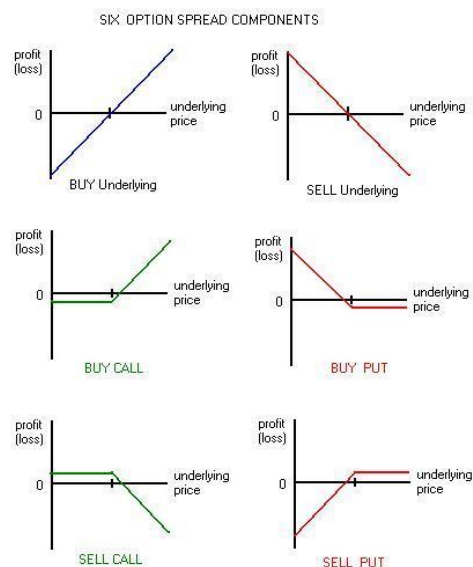 SIX OPTION SPREAD COMPONENTS
profit
(loss)
0
underlying
price
BUY Underlying
profit
(loss)
0
underlying
price
SELL Underlying
profit
(loss)
0
underlying
price
BUY CALL
profit
(loss)
0
underlying
price
BUY PUT
profit
(loss)
0
underlying
price
SELL CALL
profit
(loss)
0
underlying
price
SELL PUT